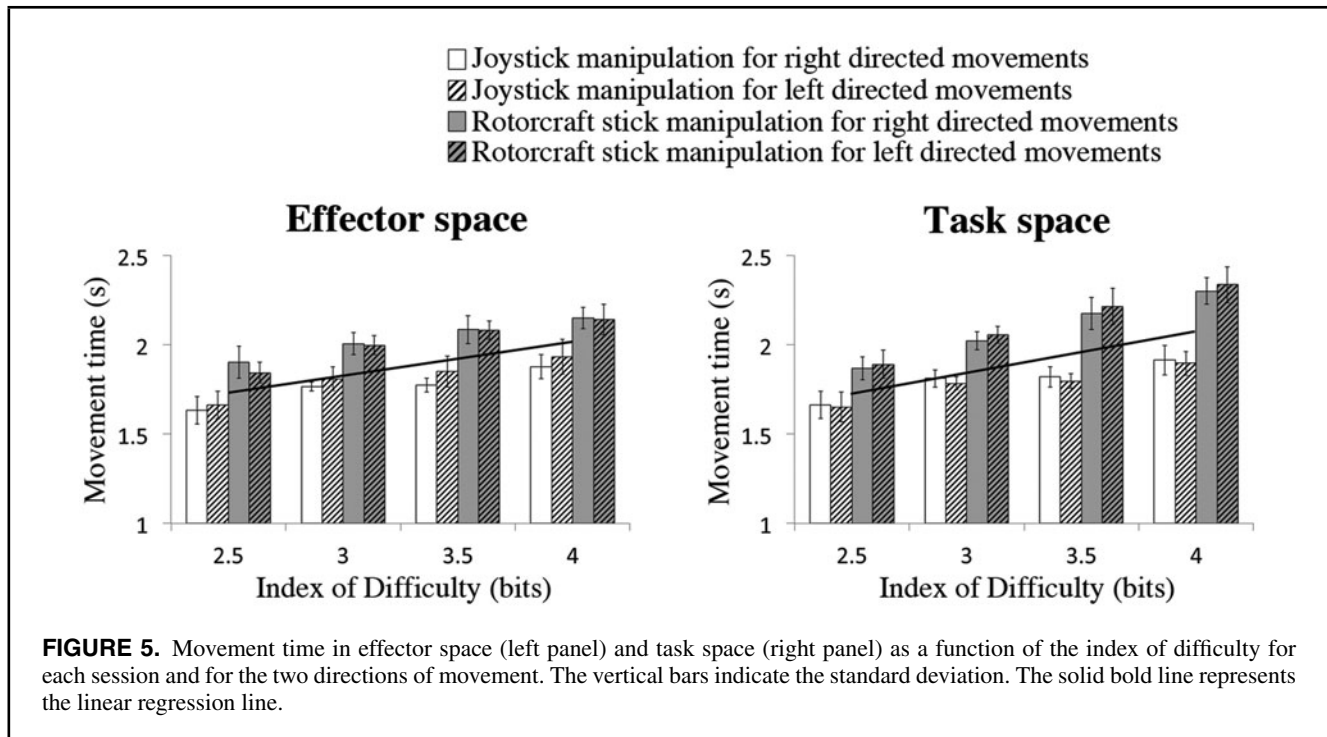 Joystick manipulation for right directed movements
Joystick manipulation for left directed movements
Rotorcraft stick manipulation for right directed movements
Rotorcraft stick manipulation for left directed movements
Effector space
Movement time (s)
2.5
2
1.5
1
2.5 3 3.5 4
Index of Difficulty (bits)
Task space
Movement time (s)
2.5
2
1.5
1
2.5 3 3.5 4
Index of Difficulty (bits)
FIGURE 5. Movement time in effector space (left panel) and task space (right panel) as a function of the index of difficulty for
each session and for the two directions of movement. The vertical bars indicate the standard deviation. The solid bold line represents
the linear regression line.